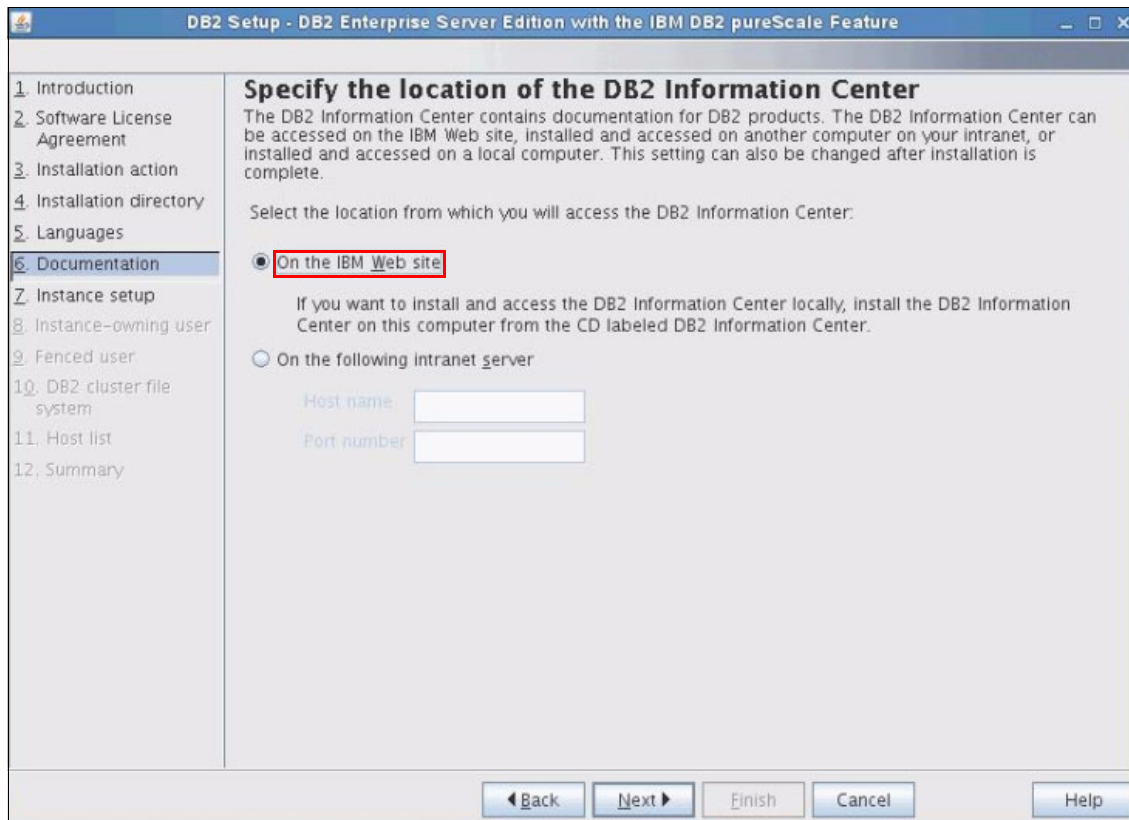 DB2 Setup - DB2 Enterprise Server Edition with the IBM DB2 pureScale Feature
1. Introduction
2. Software License
Agreement
3. Installation action
4. Installation directory
5. Languages
6. Documentation
7. Instance setup
8. Instance-owning user
9. Fenced user
10. DB2 cluster file
system
11. Host list
12. Summary
Specify the location of the DB2 Information Center
The DB2 Information Center contains documentation for DB2 products. The DB2 Information Center can
be accessed on the IBM Web site, installed and accessed on another computer on your intranet, or
installed and accessed on a local computer. This setting can also be changed after installation is
complete.
Select the location from which you will access the DB2 Information Center:
On the IBM Web site
If you want to install and access the DB2 Information Center locally, install the DB2 Information
Center on this computer from the CD labeled DB2 Information Center.
On the following intranet server
Host name
Port number
Back Next Finish Cancel Help